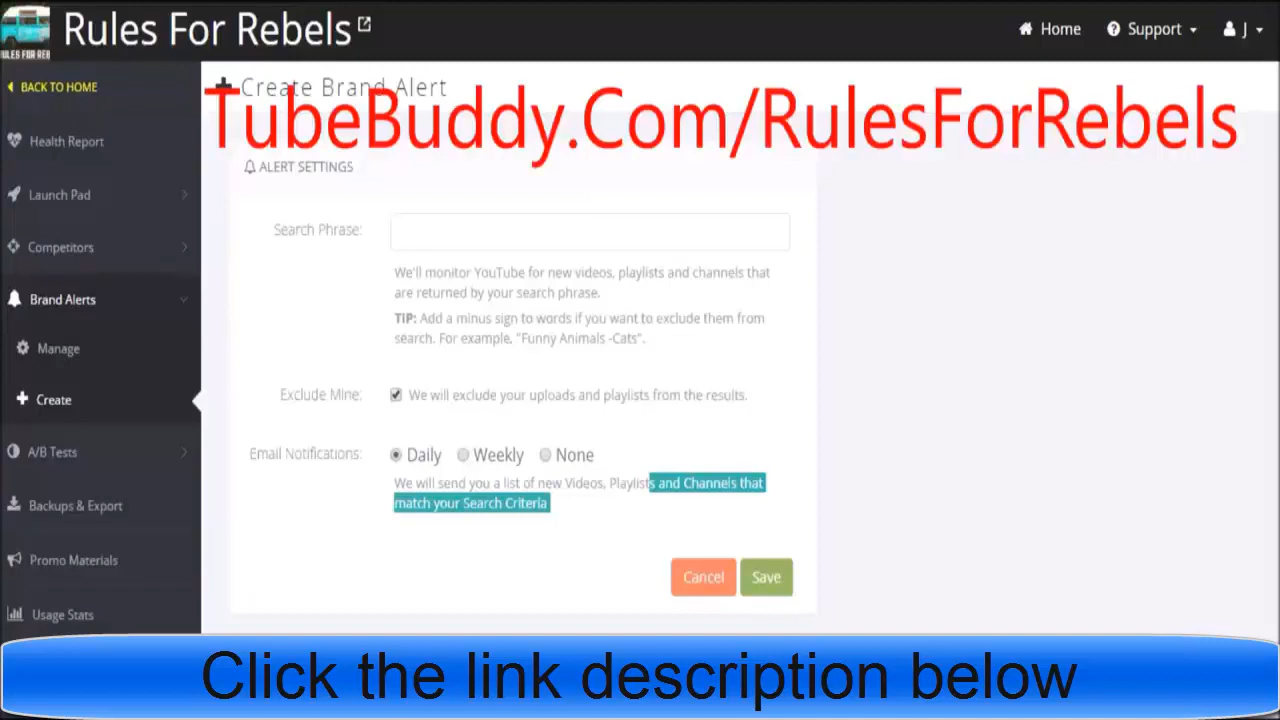 Rules For Rebels
Home
Support
J
RULES FOR REB
BACK TO HOME
Create Brand Alert
TubeBuddy.Com/RulesForRebels
Health Report
ALERT SETTINGS
Launch Pad
Search Phrase:
Competitors
We'll monitor YouTube for new videos, playlists and channels that
are returned by your search phrase.
Brand Alerts
TIP: Add a minus sign to words if you want to exclude them from
search. For example, "Funny Animals -Cats".
Manage
Exclude Mine:
We will exclude your uploads and playlists from the results.
Create
Email Notifications:
Daily
Weekly
None
A/B Tests
We will send you a list of new Videos, Playlists and Channels that
match your Search Criteria
Backups & Export
Promo Materials
Cancel
Save
Usage Stats
Click the link description below